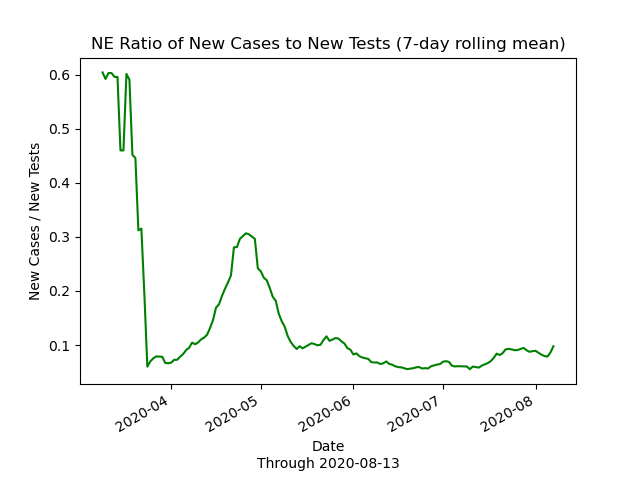 NE Ratio of New Cases to New Tests (7-day rolling mean)
New Cases / New Tests
0.6
0.5
0.4
0.3
0.2
0.1
2020-04
2020-05
2020-06
2020-07
2020-08
Date
Through 2020-08-13